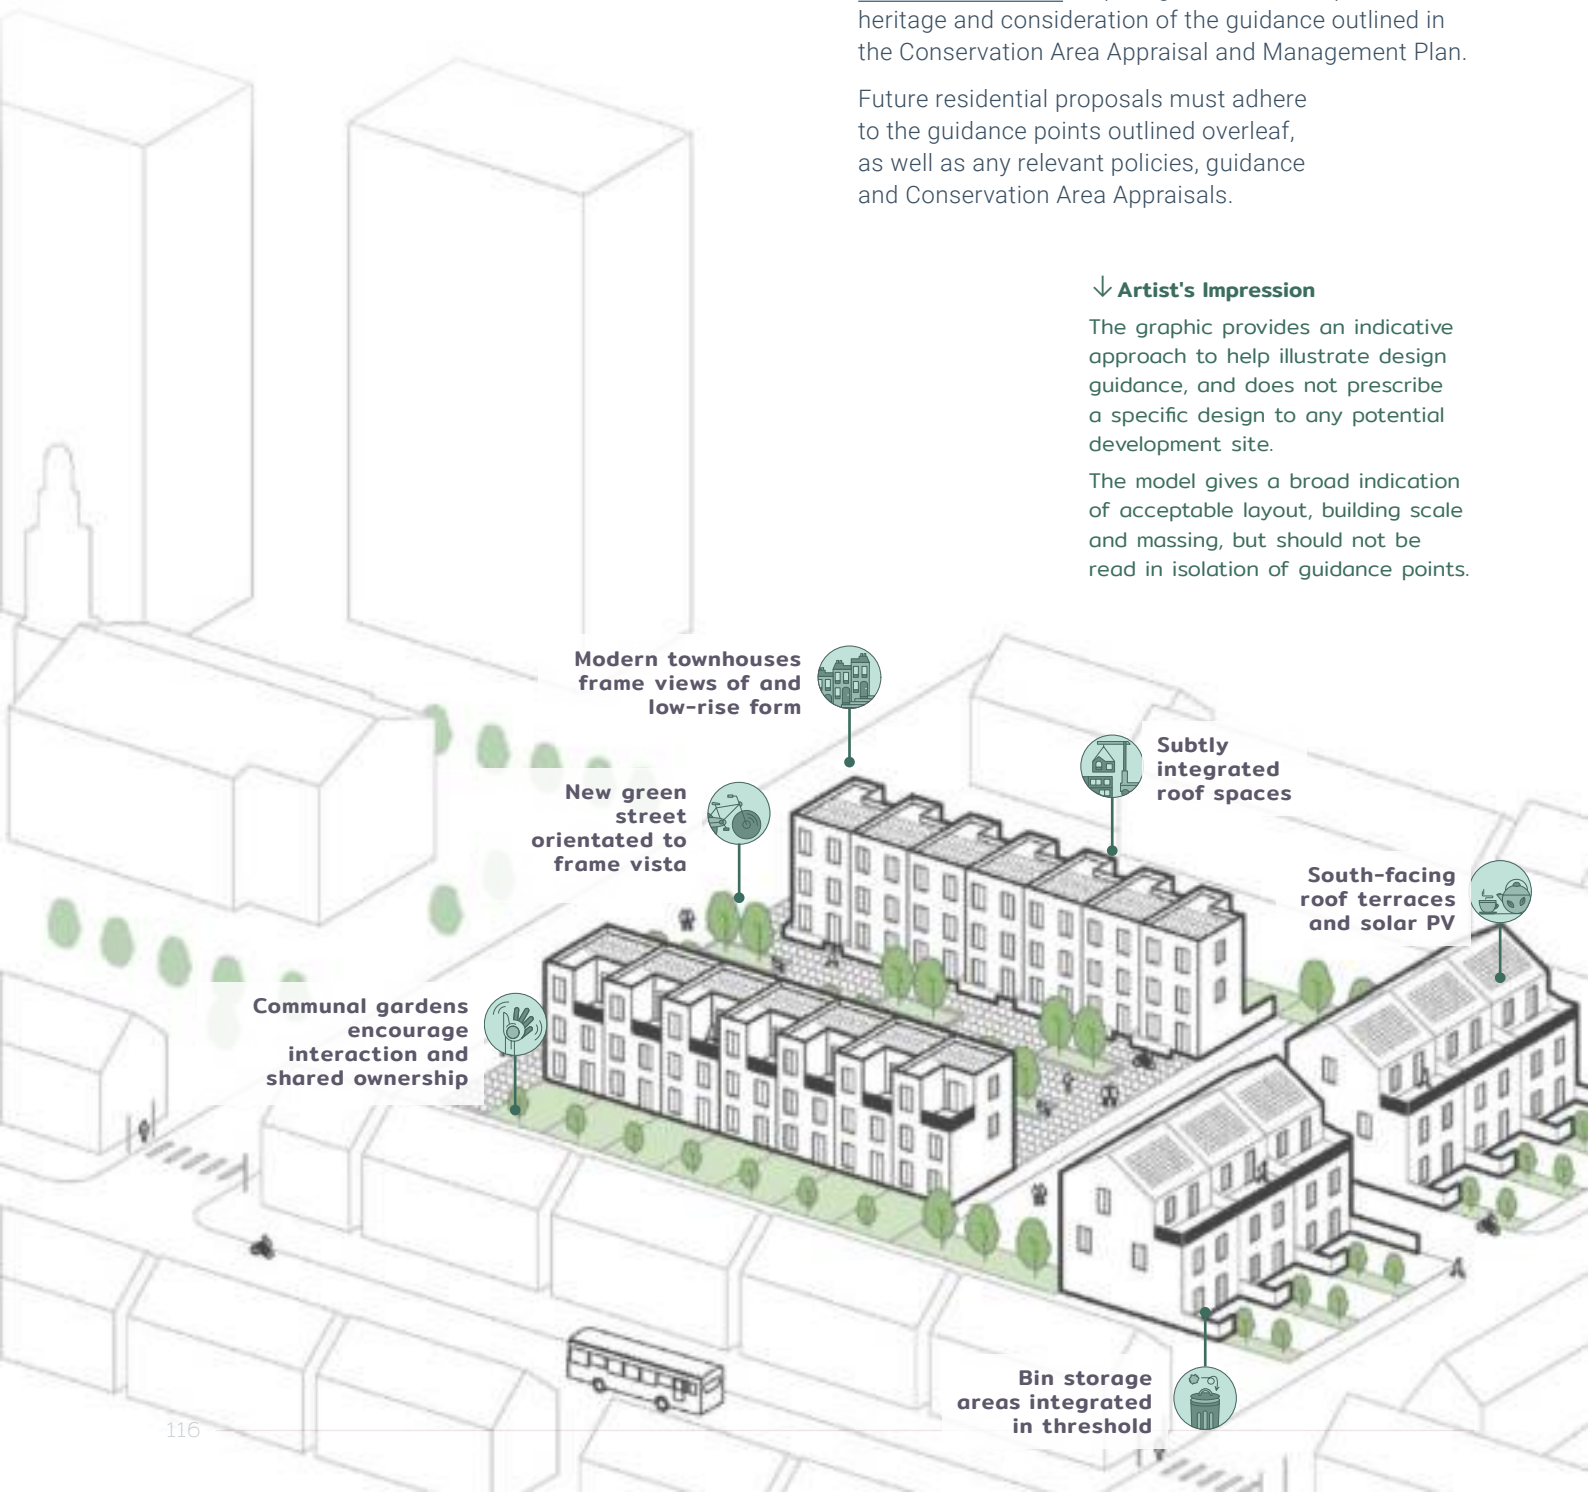 heritage and consideration of the guidance outlined in
the Conservation Area Appraisal and Management Plan.
Future residential proposals must adhere
to the guidance points outlined overleaf,
as well as any relevant policies, guidance
and Conservation Area Appraisals.
↓ Artist's Impression
The graphic provides an indicative
approach to help illustrate design
guidance, and does not prescribe
a specific design to any potential
development site.
The model gives a broad indication
of acceptable layout, building scale
and massing, but should not be
read in isolation of guidance points.
Modern townhouses
frame views of and
low-rise form
Subtly
integrated
roof spaces
New green
street
orientated to
frame vista
South-facing
roof terraces
and solar PV
Communal gardens
encourage
interaction and
shared ownership
Bin storage
areas integrated
in threshold
116